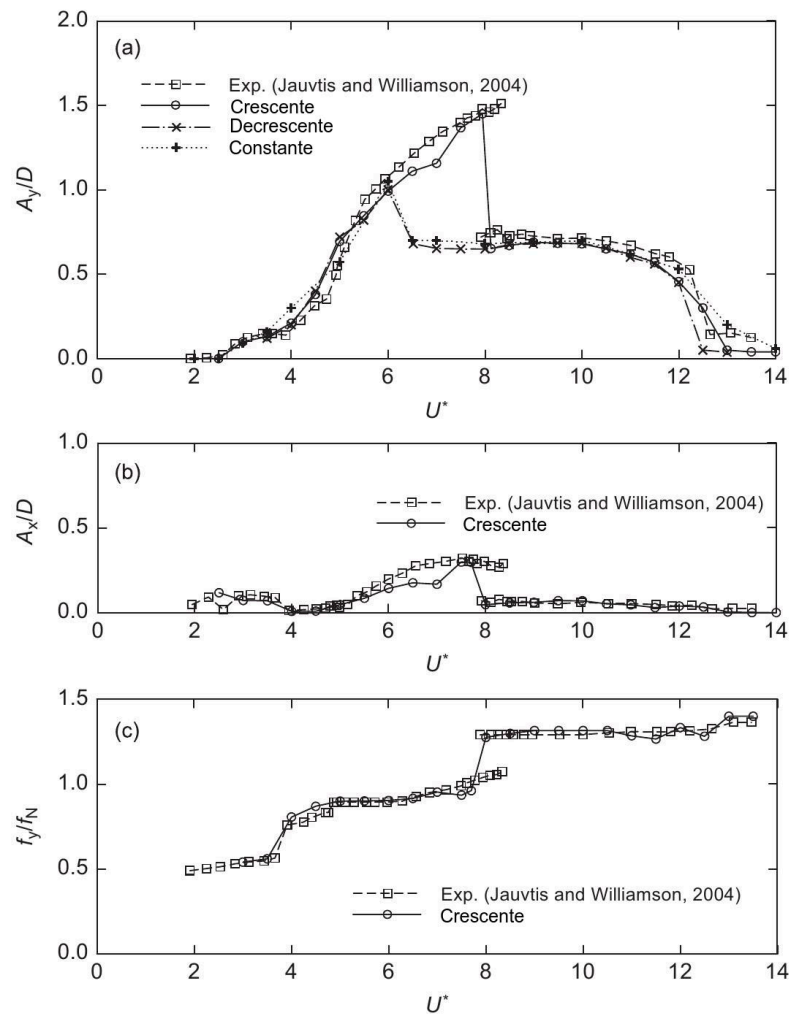 2.0
(a)
Exp. (Jauvtis and Williamson, 2004)
Crescente
Decrescente
Constante
1.5
1.0
0.5
0.0
A_y/D
0 2 4 6 8 10 12 14
U*
1.0
(b)
Exp. (Jauvtis and Williamson, 2004)
Crescente
0.5
0.0
A_x/D
0 2 4 6 8 10 12 14
U*
1.5
(c)
1.0
0.5
Exp. (Jauvtis and Williamson, 2004)
Crescente
0.0
f_y/f_N
0 2 4 6 8 10 12 14
U*